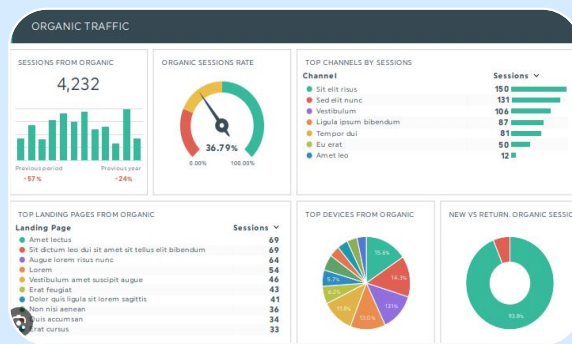 ORGANIC TRAFFIC
SESSIONS FROM ORGANIC
4,232
Previous period
Previous year
-57%
-24%
ORGANIC SESSIONS RATE
36.79%
0.00%
100.00%
TOP CHANNELS BY SESSIONS
Channel Sessions
Sit elit risus 150
Sed elit nunc 131
Vestibulum 106
Ligula ipsum bibendum 87
Tempor dui 81
Eu erat 50
Amet leo 12
TOP LANDING PAGES FROM ORGANIC
Landing Page Sessions
Amet lectus 69
Sit dictum leo dui sit amet sit tellus elit bibendum 69
Augue lorem risus nunc 64
Lorem 54
Vestibulum amet suscipit augue 46
Erat feugiat 43
Dolor quis ligula sit lorem sagittis 41
Non nisi aenean 36
Quis accumsan 34
Erat cursus 33
TOP DEVICES FROM ORGANIC
14.3%
13.0%
11.8%
5.7%
NEW VS RETURN. ORGANIC SESSIO
93.8%